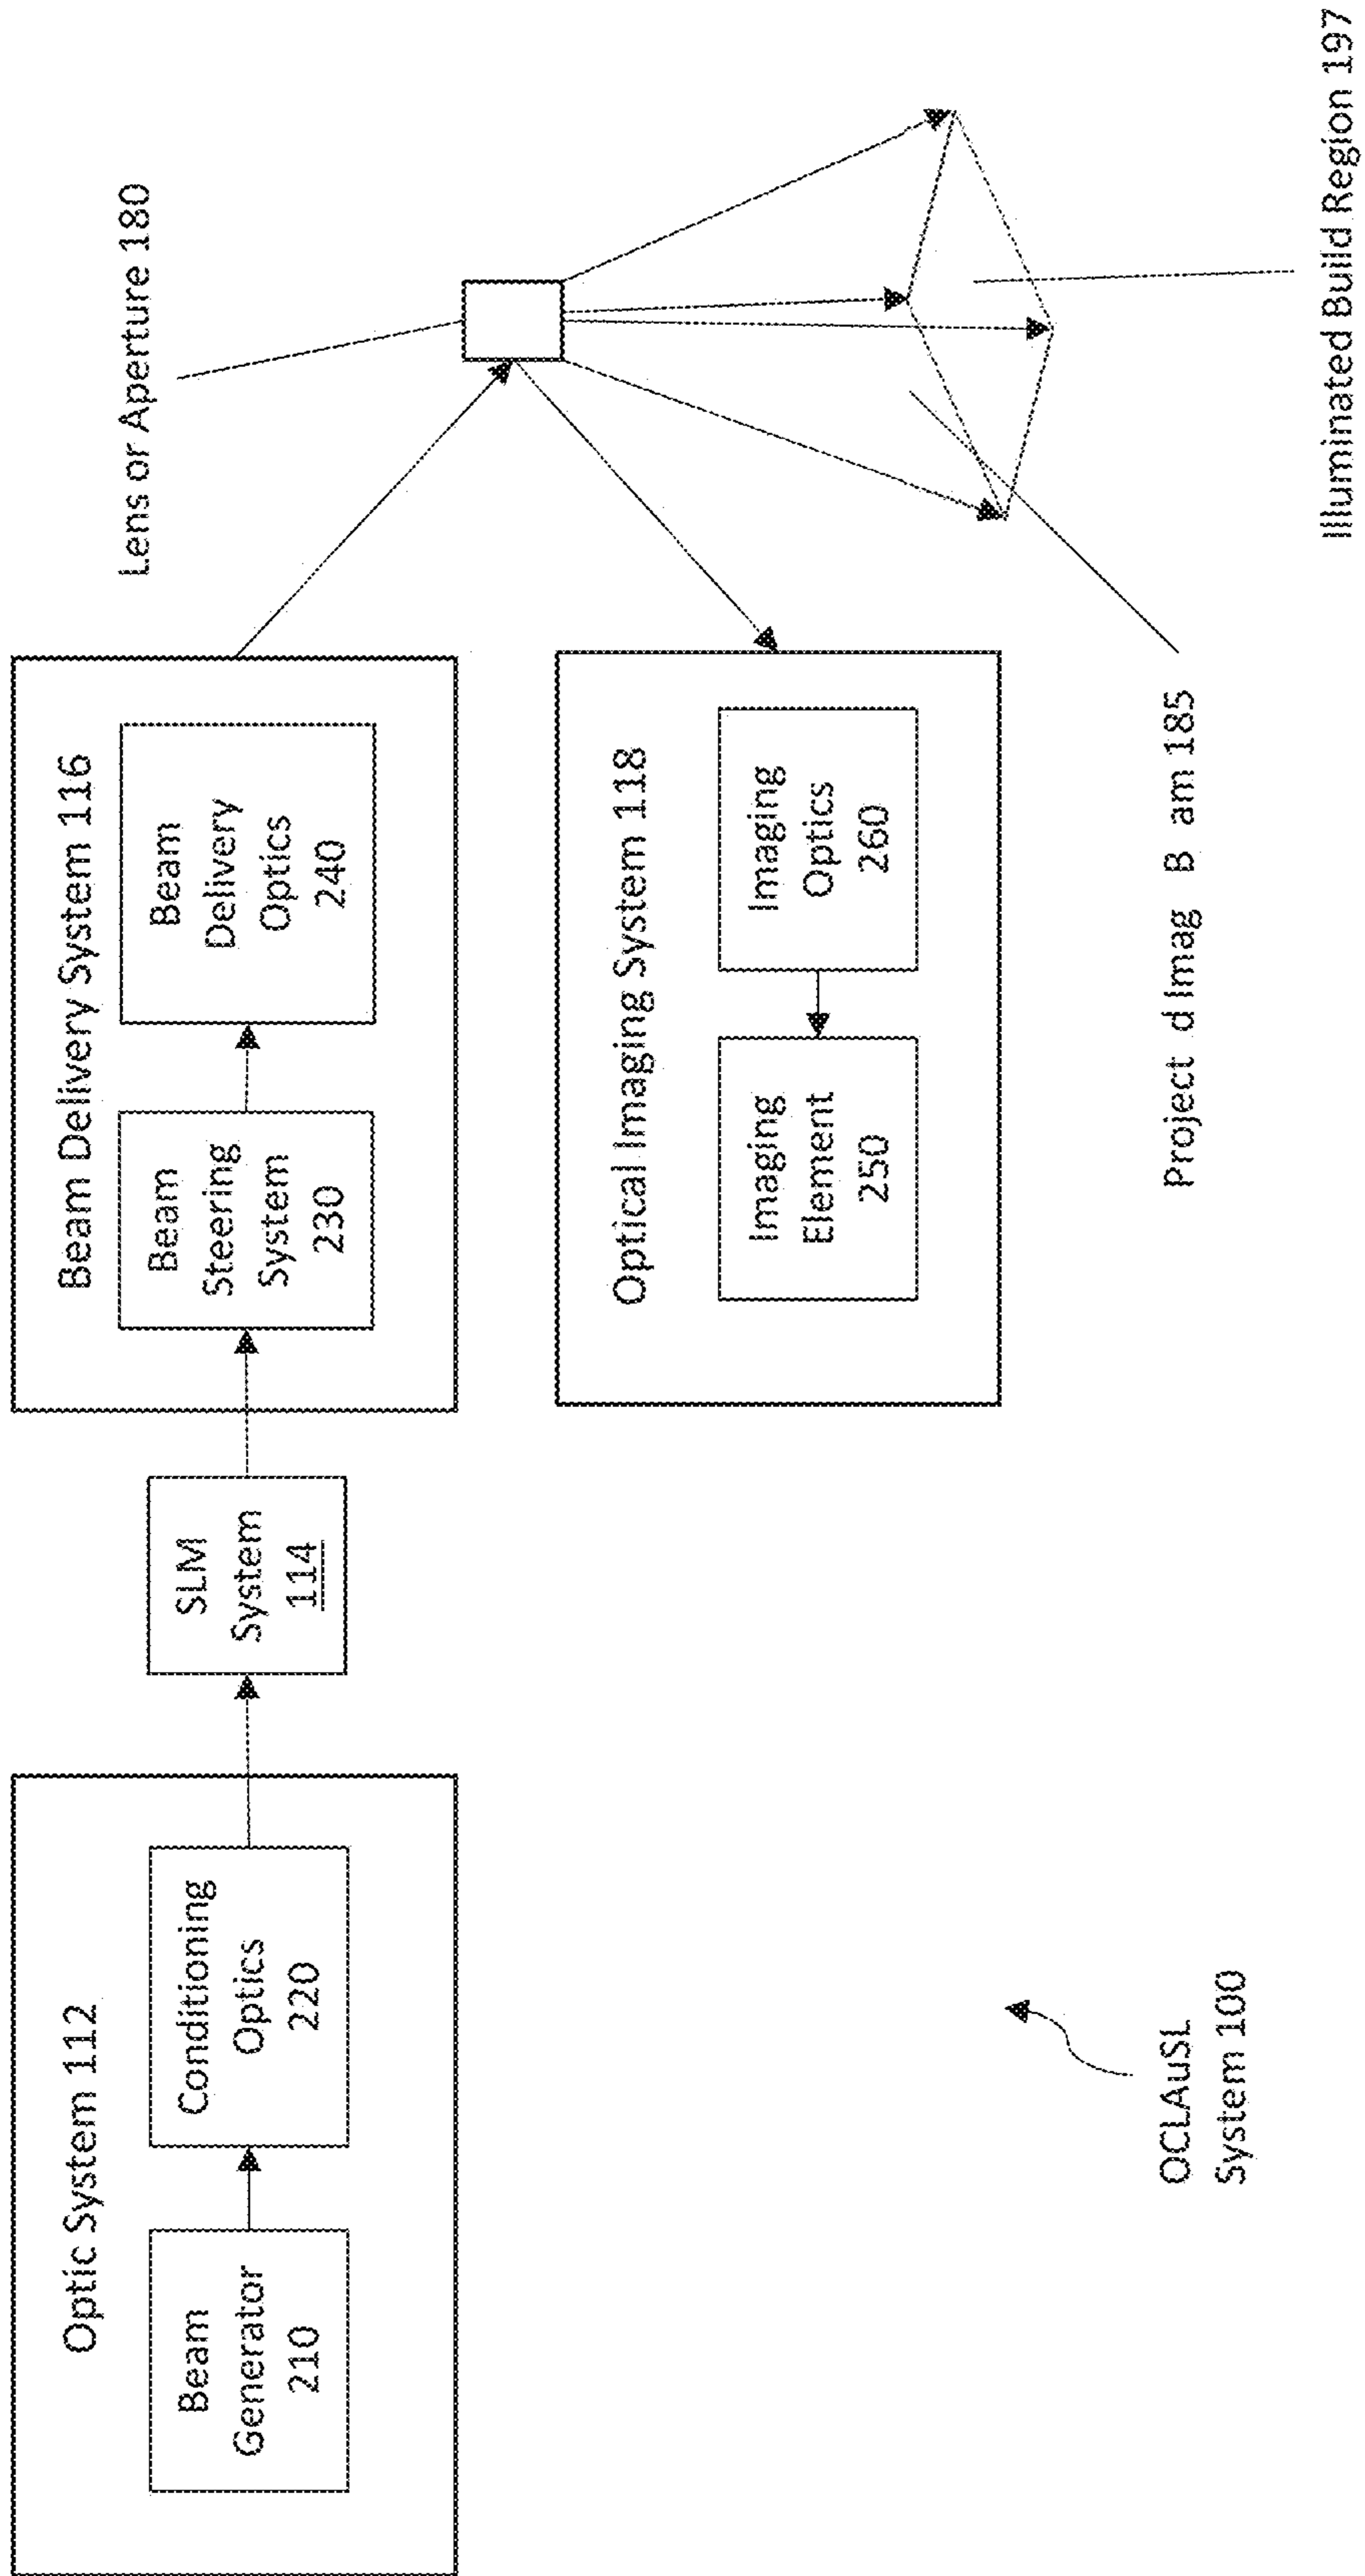 Optic System 112
Beam
Generator
210
Conditioning
Optics
220
SLM
System
114
Beam Delivery System 116
Beam
Steering
System
230
Beam
Delivery
Optics
240
Lens or Aperture 180
Optical Imaging System 118
Imaging
Element
250
Imaging
Optics
260
Project d Imag B am 185
Illuminated Build Region 197
OCLAuSL
System 100